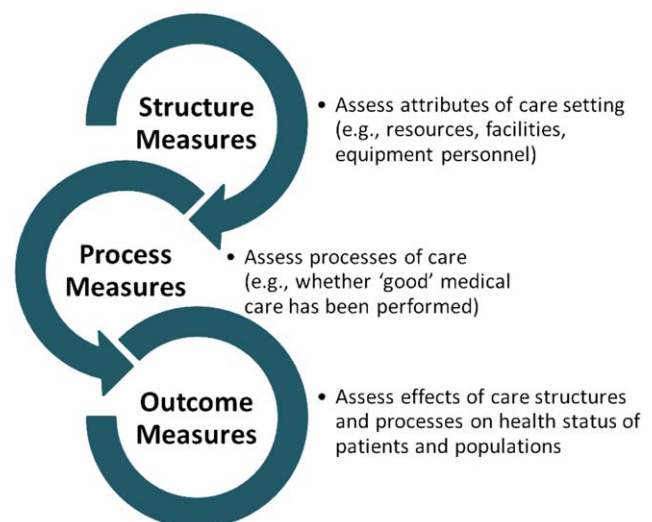 Structure
Measures
• Assess attributes of care setting
(e.g., resources, facilities,
equipment personnel)
Process
Measures
• Assess processes of care
(e.g., whether ‘good’ medical
care has been performed)
Outcome
Measures
• Assess effects of care structures
and processes on health status of
patients and populations